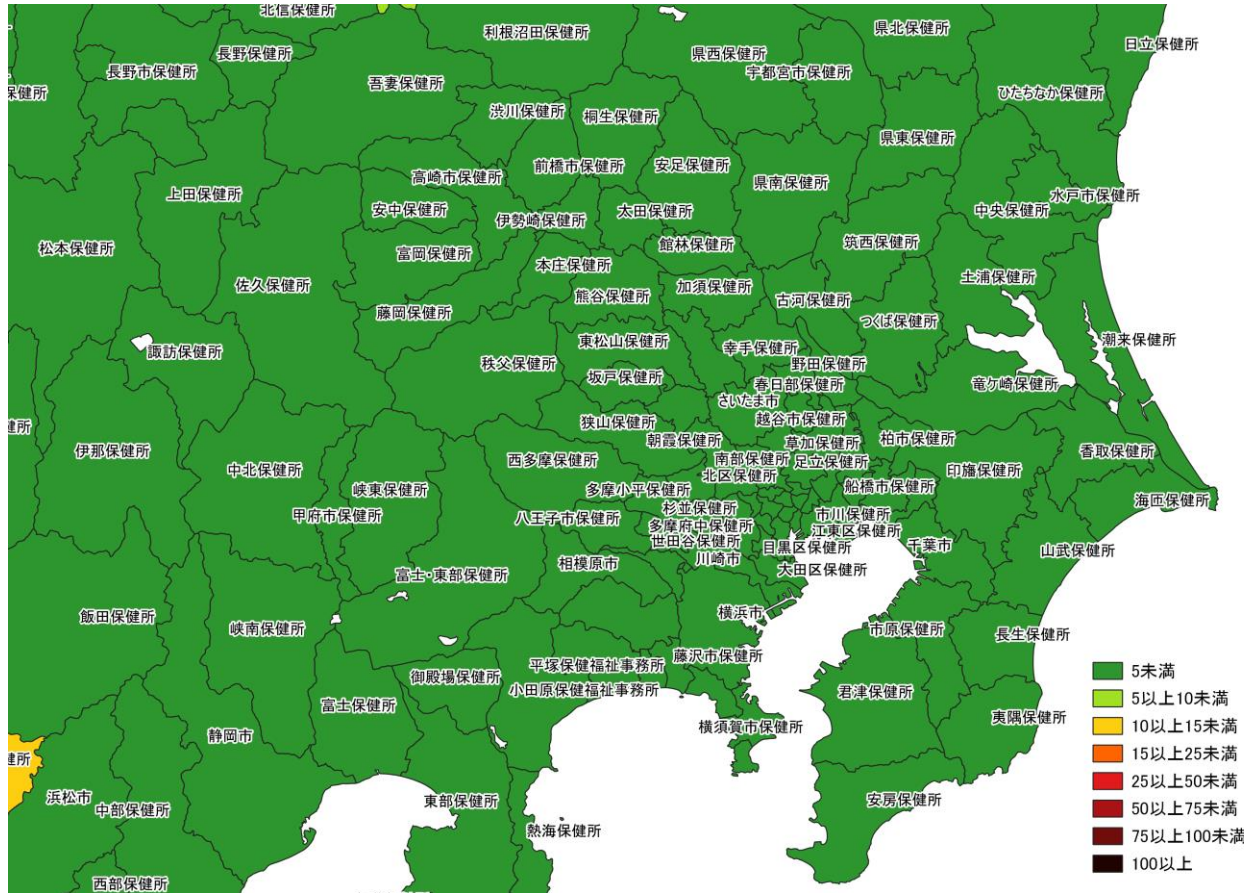 北信保健所
利根沼田保健所
県北保健所
長野保健所
県西保健所
日立保健所
長野市保健所
宇都宮市保健所
吾妻保健所
保健所
ひたちなか保健所
渋川保健所
桐生保健所
県東保健所
前橋市保健所
安足保健所
高崎市保健所
県南保健所
上田保健所
水戸市保健所
安中保健所
太田保健所
中央保健所
伊勢崎保健所
松本保健所
館林保健所
筑西保健所
富岡保健所
本庄保健所
土浦保健所
佐久保健所
加須保健所
熊谷保健所
古河保健所
藤岡保健所
つくば保健所
東松山保健所
潮来保健所
幸手保健所
諏訪保健所
秩父保健所
野田保健所
坂戸保健所
春日部保健所
竜ケ崎保健所
さいたま市
狭山保健所
越谷市保健所
健所
朝霞保健所
草加保健所
柏市保健所
伊那保健所
香取保健所
西多摩保健所
南部保健所
足立保健所
中北保健所
峡東保健所
印旛保健所
北区保健所
多摩小平保健所
船橋市保健所
海匝保健所
杉並保健所
甲府市保健所
八王子市保健所
市川保健所
多摩府中保健所
江東区保健所
世田谷保健所
目黒区保健所
千葉市
山武保健所
川崎市
相模原市
大田区保健所
富士・東部保健所
横浜市
飯田保健所
峡南保健所
市原保健所
長生保健所
藤沢市保健所
平塚保健福祉事務所
御殿場保健所
小田原保健福祉事務所
君津保健所
富士保健所
夷隅保健所
横須賀市保健所
静岡市
健所
浜松市
中部保健所
東部保健所
安房保健所
熱海保健所
西部保健所
5未満
5以上10未満
10以上15未満
15以上25未満
25以上50未満
50以上75未満
75以上100未満
100以上